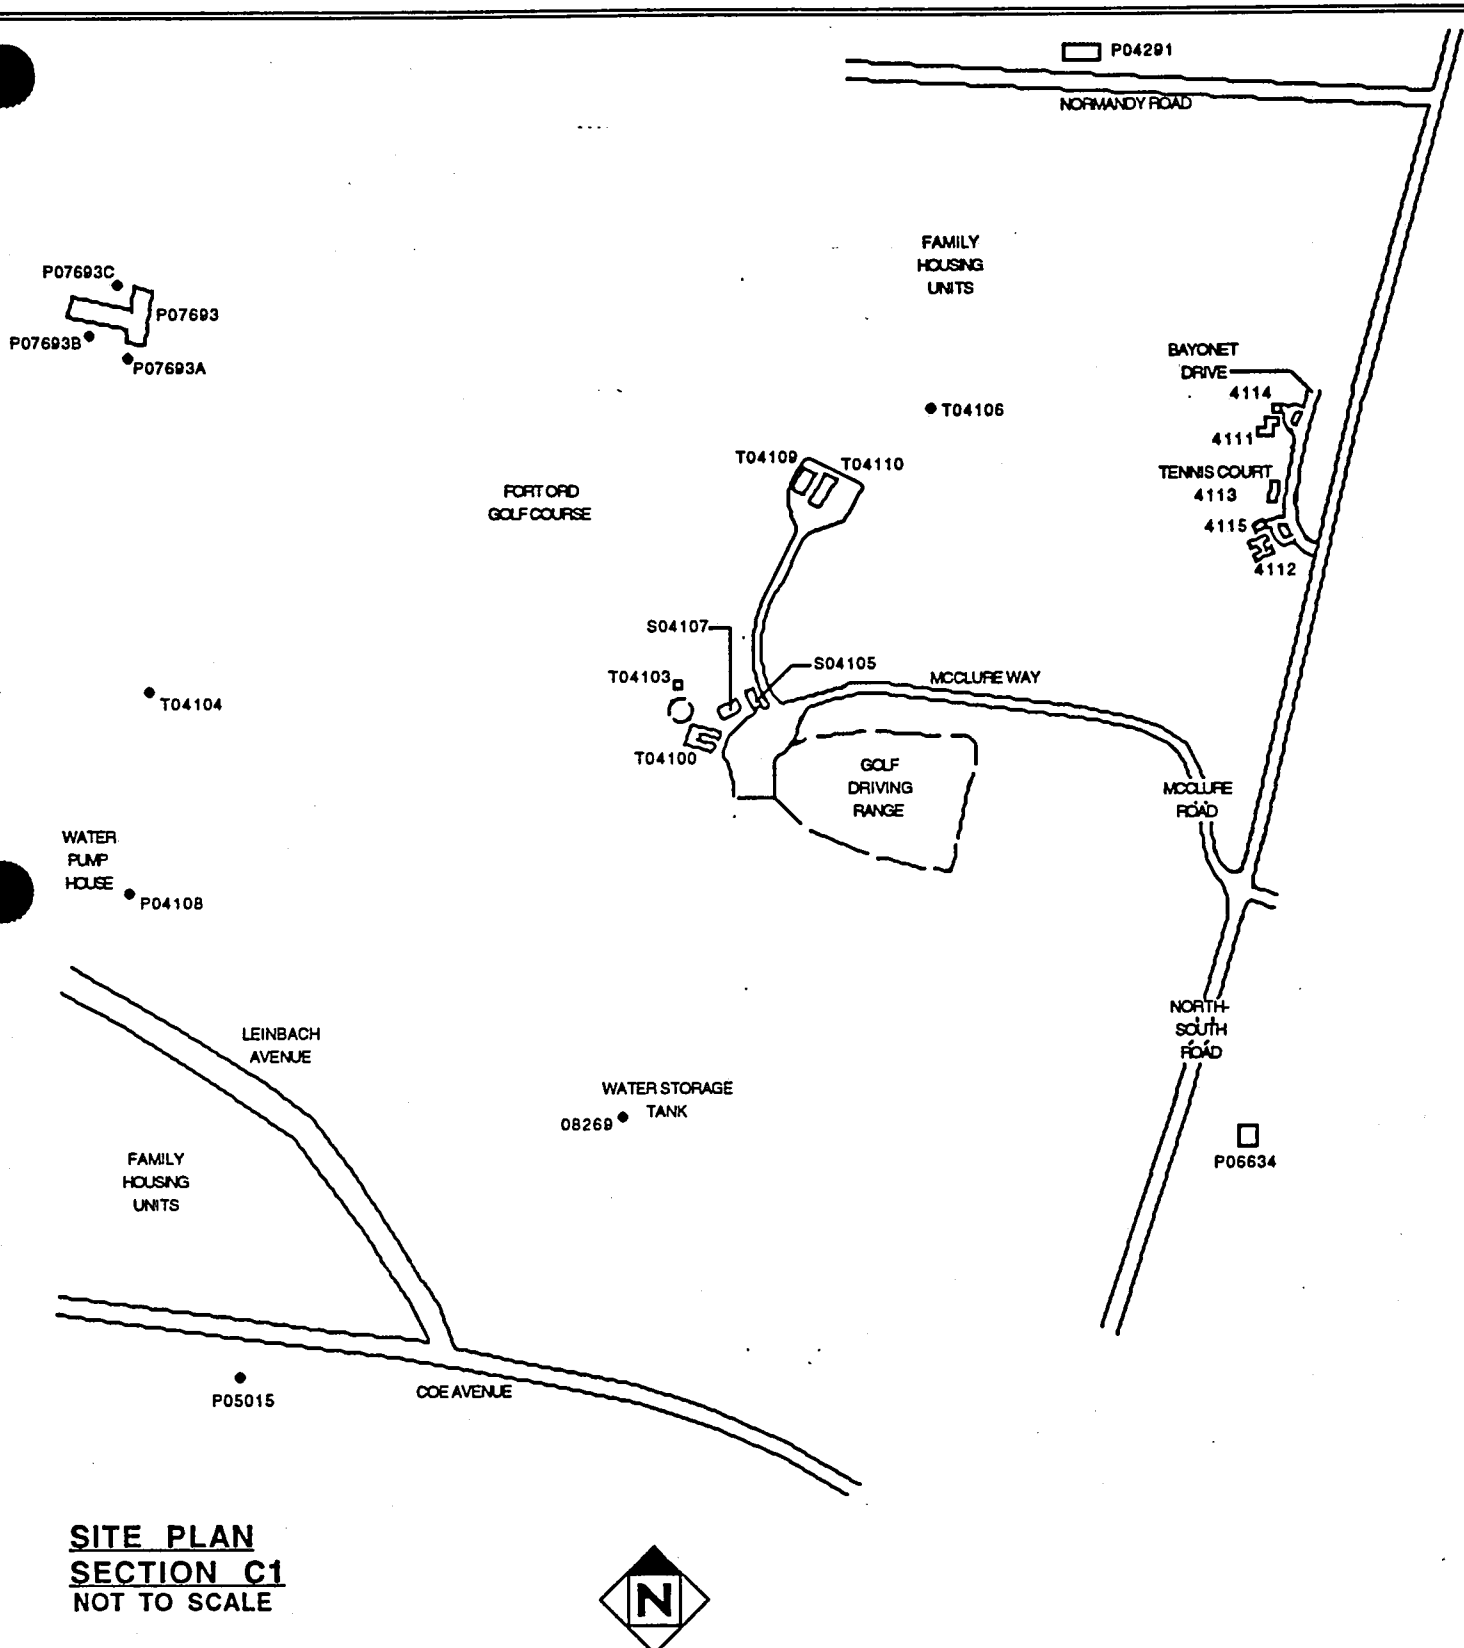 P04291
NORMANDY ROAD
FAMILY
HOUSING
UNITS
P07693C
P07693
P07693B
P07693A
BAYONET
DRIVE
4114
4111
T04106
T04109
T04110
TENNIS COURT
4113
4115
4112
FORT ORD
GOLF COURSE
S04107
S04105
T04103
MCCLURE WAY
T04104
T04100
GOLF
DRIVING
RANGE
MCCLURE
ROAD
WATER
PUMP
HOUSE
P04108
NORTH-
SOUTH
ROAD
LEINBACH
AVENUE
WATER STORAGE
TANK
08269
P06634
FAMILY
HOUSING
UNITS
COE AVENUE
P05015
SITE PLAN
SECTION C1
NOT TO SCALE
N